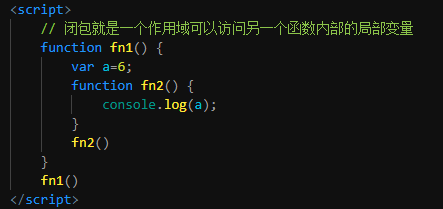 <script>
// 闭包就是一个作用域可以访问另一个函数内部的局部变量
function fn1() {
var a=6;
function fn2() {
console.log(a);
}
fn2()
}
fn1()
</script>